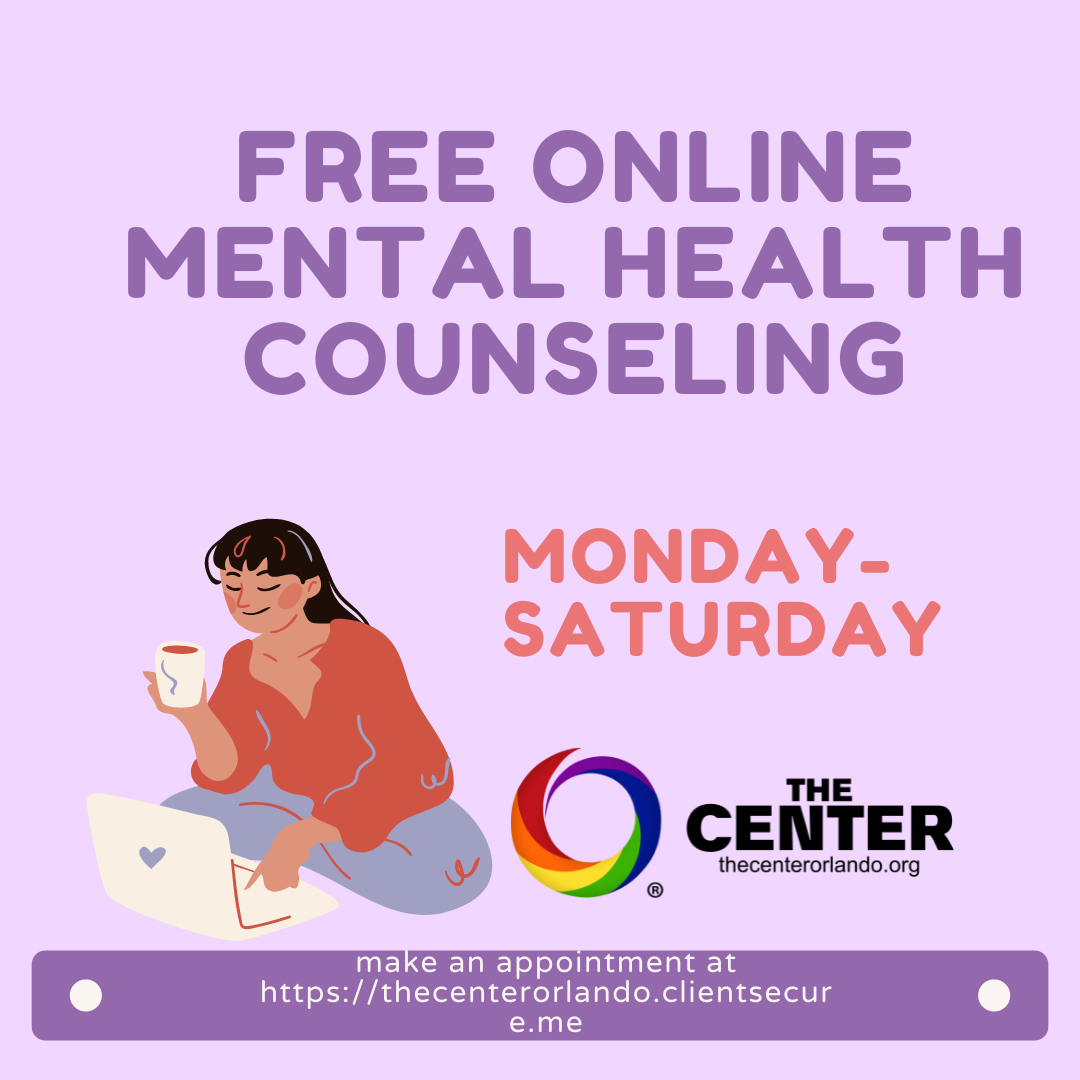 FREE ONLINE
MENTAL HEALTH
COUNSELING
MONDAY-
SATURDAY
THE
CENTER
thecenterorlando.org
®
make an appointment at
https://thecenterorlando.clientsecur
e.me